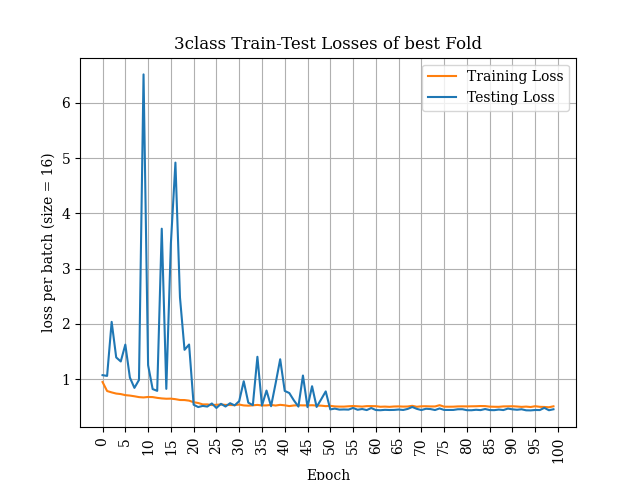 3class Train-Test Losses of best Fold
Training Loss
Testing Loss
loss per batch (size = 16)
6
5
4
3
2
1
0 5 10 15 20 25 30 35 40 45 50 55 60 65 70 75 80 85 90 95 100
Epoch